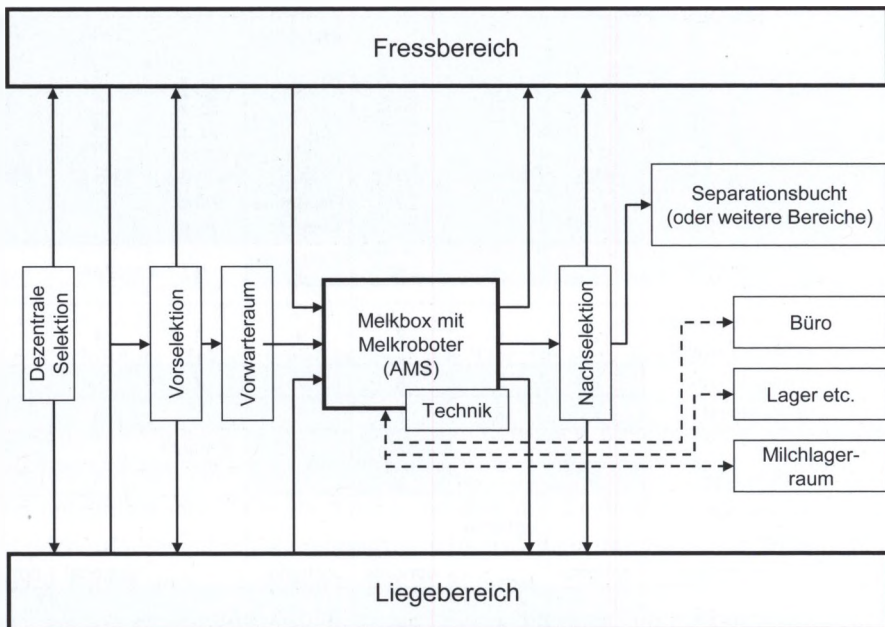 Fressbereich
Separationsbucht
(oder weitere Bereiche)
Dezentrale
Selektion
Vorselektion
Vorwarteraum
Melkbox mit
Melkroboter
(AMS)
Technik
Nachselektion
Büro
Lager etc.
Milchlager-
raum
Liegebereich